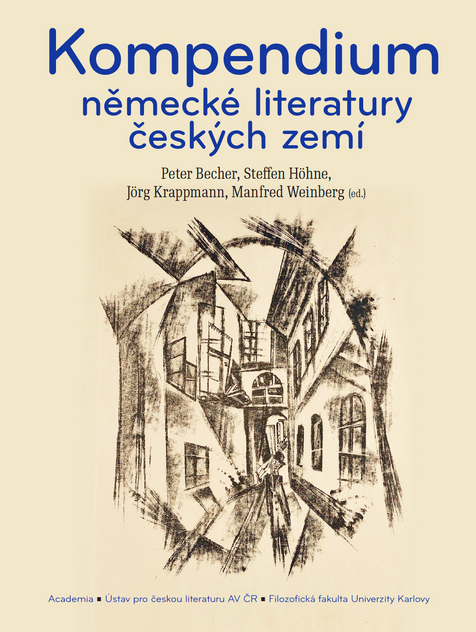 Kompendium
německé literatury
českých zemí
Peter Becher, Steffen Höhne,
Jörg Krappmann, Manfred Weinberg (ed.)
Academia ■ Ústav pro českou literaturu AV ČR ■ Filozofická fakulta Univerzity Karlovy